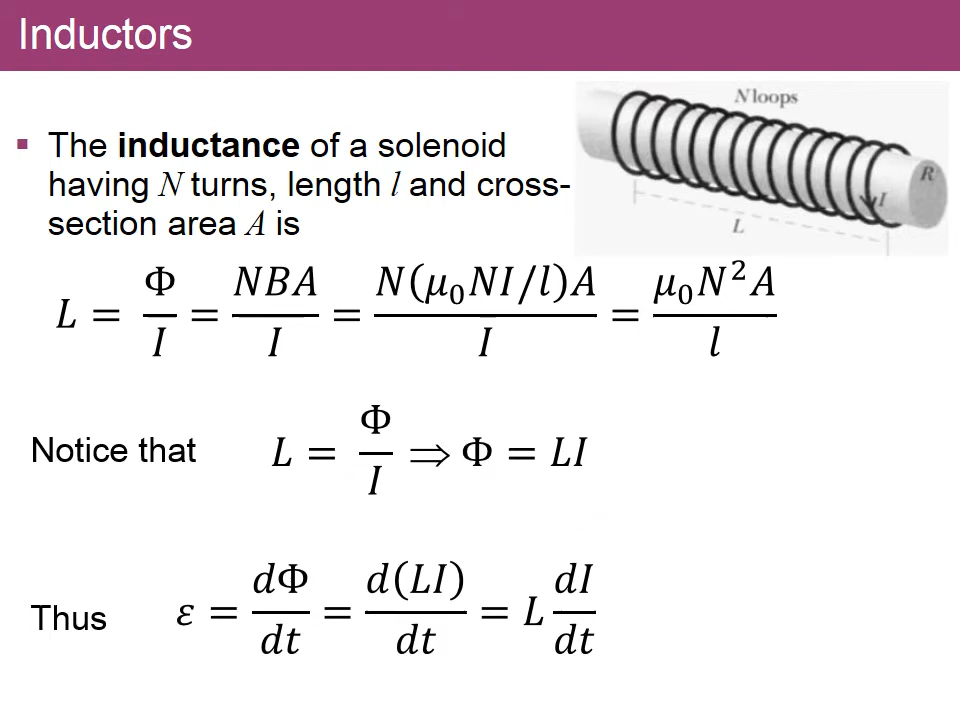 Inductors
N loops
R
I
L
▪ The inductance of a solenoid
having N turns, length l and cross-
section area A is
L = Φ/I = NBA/I = N(μ₀NI/l)A/I = μ₀N²A/l
Notice that L = Φ/I ⇒ Φ = LI
Thus ε = dΦ/dt = d(LI)/dt = L dI/dt